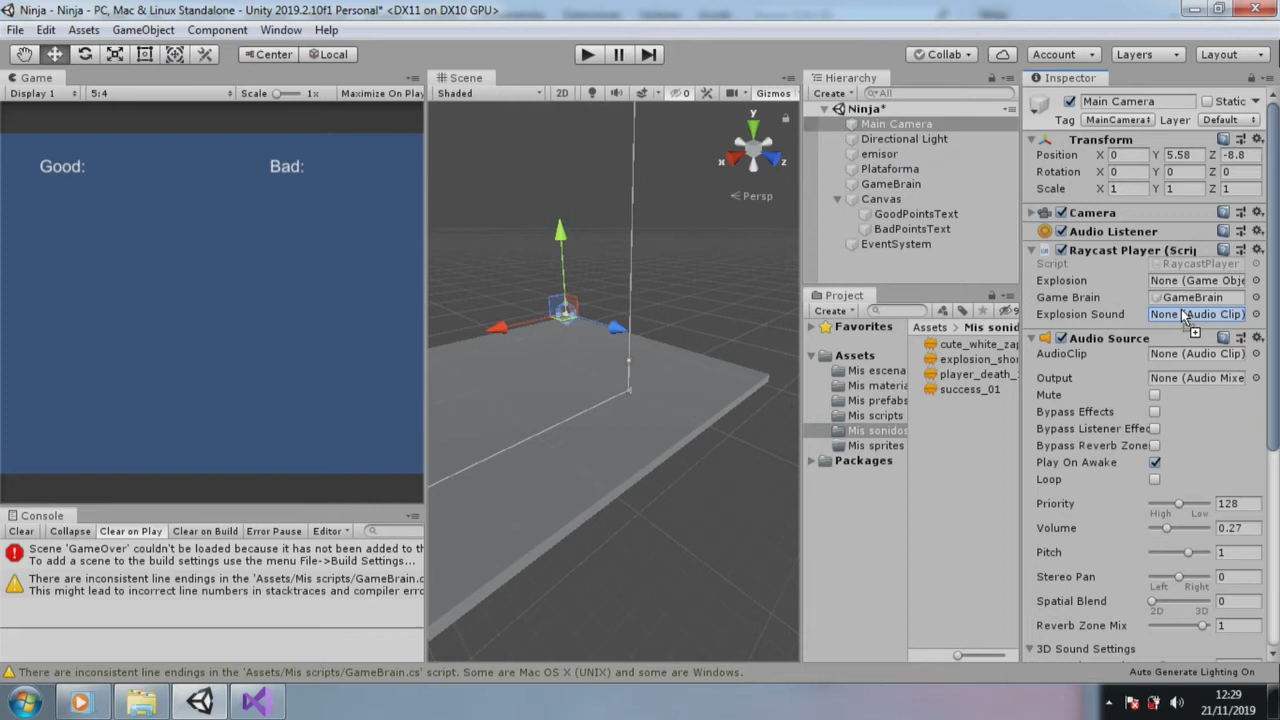 Ninja - Ninja - PC, Mac & Linux Standalone - Unity 2019.2.10f1 Personal* <DX11 on DX10 GPU>
File Edit Assets GameObject Component Window Help
Center Local Collab Account Layers Layout
Game
Display 1 5:4 Scale 1x Maximize On Play
Good: Bad:
Scene
Shaded 2D 0 Gizmos
y
x
z
Persp
Hierarchy
Create All
Ninja*
Main Camera
Directional Light
emisor
Plataforma
GameBrain
Canvas
GoodPointsText
BadPointsText
EventSystem
Project
Create 9
Favorites
Assets
Mis escena
Mis materia
Mis prefabs
Mis scripts
Mis sonidos
Mis sprites
Packages
Assets Mis sonid
cute_white_zap
explosion_shor
player_death_
success_01
Inspector
Main Camera Static
Tag MainCamera Layer Default
Transform
Position X 0 Y 5.58 Z -8.8
Rotation X 0 Y 0 Z 0
Scale X 1 Y 1 Z 1
Camera
Audio Listener
Raycast Player (Scrip
Script RaycastPlayer
Explosion None (Game Obje
Game Brain GameBrain
Explosion Sound None (Audio Clip)
Audio Source
AudioClip None (Audio Clip)
Output None (Audio Mixe
Mute
Bypass Effects
Bypass Listener Effec
Bypass Reverb Zone
Play On Awake
Loop
Priority 128
High Low
Volume 0.27
Pitch 1
Stereo Pan 0
Left Right
Spatial Blend 0
2D 3D
Reverb Zone Mix 1
3D Sound Settings
Console
Clear Collapse Clear on Play Clear on Build Error Pause Editor
Scene 'GameOver' couldn't be loaded because it has not been added to th
To add a scene to the build settings use the menu File->Build Settings...
There are inconsistent line endings in the 'Assets/Mis scripts/GameBrain.c
This might lead to incorrect line numbers in stacktraces and compiler erro
There are inconsistent line endings in the 'Assets/Mis scripts/GameBrain.cs' script. Some are Mac OS X (UNIX) and some are Windows.
Auto Generate Lighting On
12:29
21/11/2019